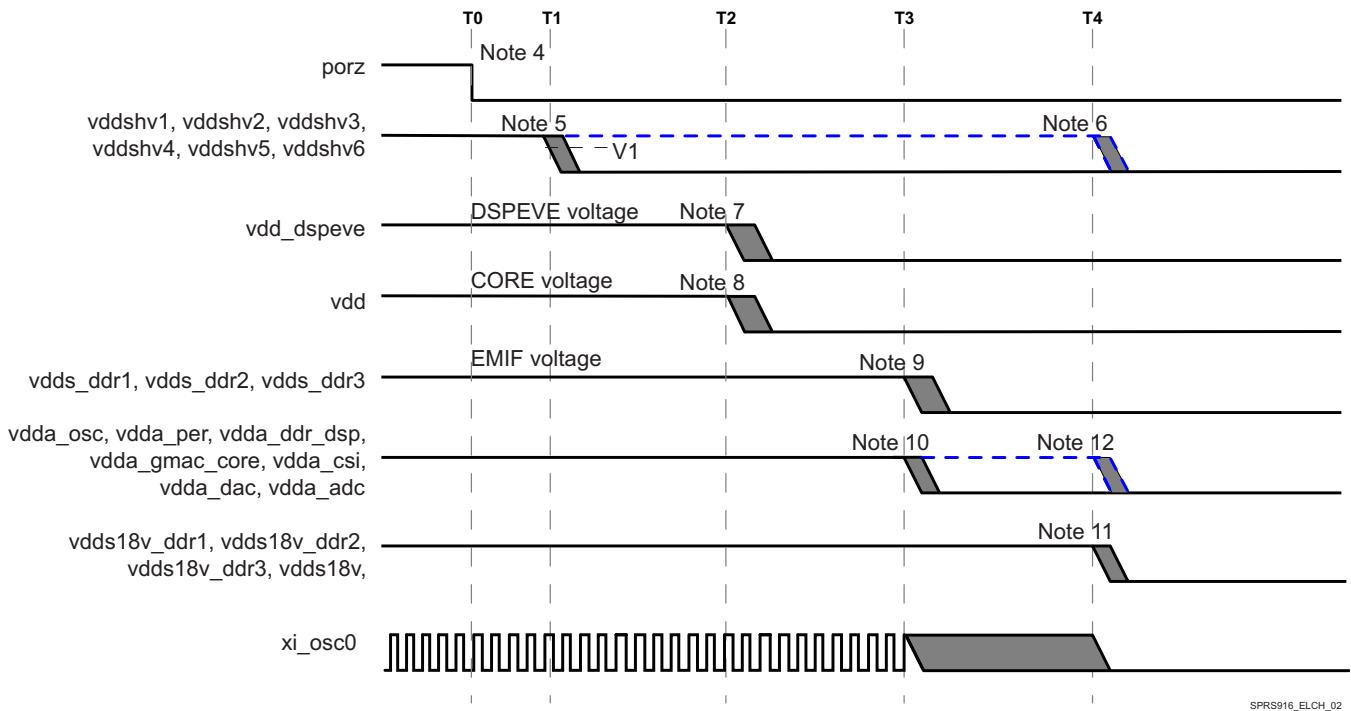 T0 T1 T2 T3 T4
Note 4
porz
vddshv1, vddshv2, vddshv3,
vddshv4, vddshv5, vddshv6
Note 5
Note 6
V1
DSPEVE voltage
Note 7
vdd_dspeve
CORE voltage
Note 8
vdd
EMIF voltage
Note 9
vdds_ddr1, vdds_ddr2, vdds_ddr3
vdda_osc, vdda_per, vdda_ddr_dsp,
vdda_gmac_core, vdda_csi,
vdda_dac, vdda_adc
Note 10
Note 12
Note 11
vdds18v_ddr1, vdds18v_ddr2,
vdds18v_ddr3, vdds18v,
xi_osc0
SPRS916_ELCH_02